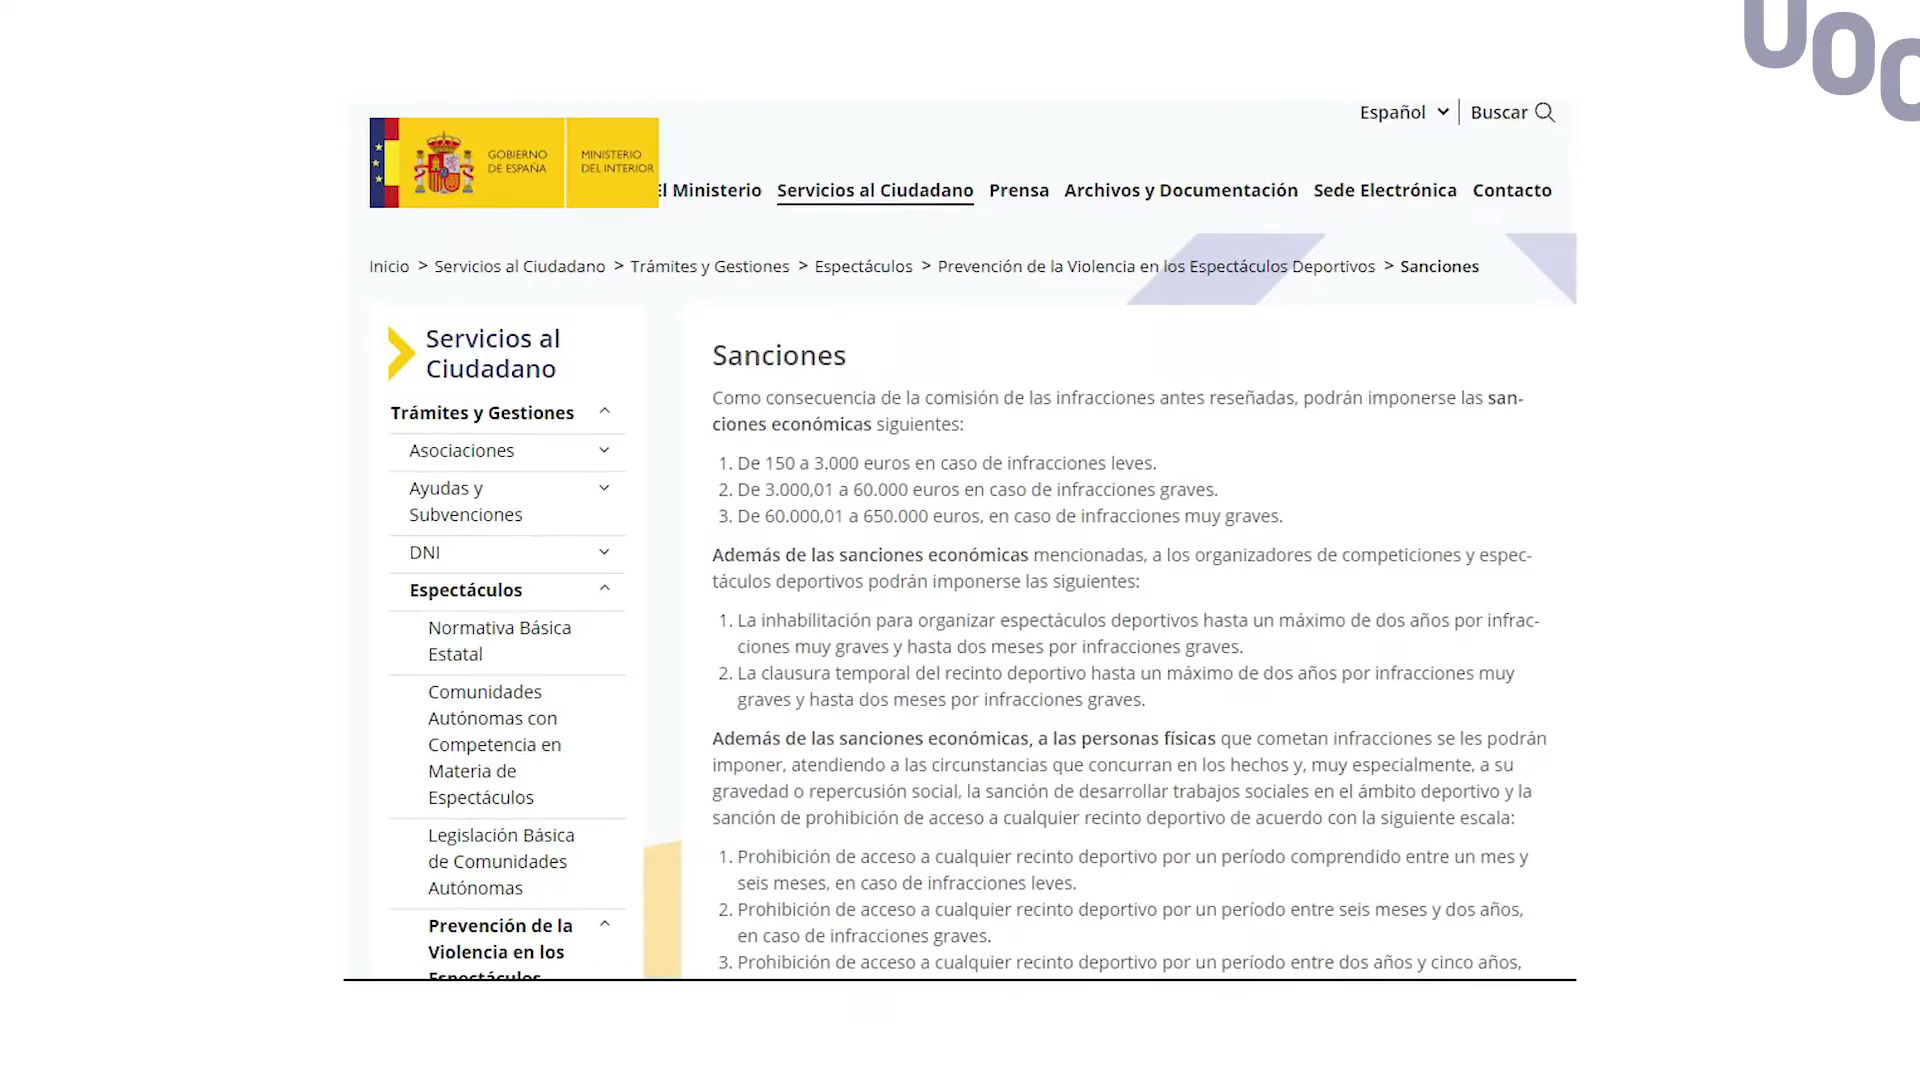 UOC
Español
Buscar
GOBIERNO
DE ESPAÑA
MINISTERIO
DEL INTERIOR
El Ministerio
Servicios al Ciudadano
Prensa
Archivos y Documentación
Sede Electrónica
Contacto
Inicio > Servicios al Ciudadano > Trámites y Gestiones > Espectáculos > Prevención de la Violencia en los Espectáculos Deportivos > Sanciones
Servicios al
Ciudadano
Trámites y Gestiones
Asociaciones
Ayudas y
Subvenciones
DNI
Espectáculos
Normativa Básica
Estatal
Comunidades
Autónomas con
Competencia en
Materia de
Espectáculos
Legislación Básica
de Comunidades
Autónomas
Prevención de la
Violencia en los
Espectáculos
Sanciones
Como consecuencia de la comisión de las infracciones antes reseñadas, podrán imponerse las san-
ciones económicas siguientes:
1. De 150 a 3.000 euros en caso de infracciones leves.
2. De 3.000,01 a 60.000 euros en caso de infracciones graves.
3. De 60.000,01 a 650.000 euros, en caso de infracciones muy graves.
Además de las sanciones económicas mencionadas, a los organizadores de competiciones y espec-
táculos deportivos podrán imponerse las siguientes:
1. La inhabilitación para organizar espectáculos deportivos hasta un máximo de dos años por infrac-
ciones muy graves y hasta dos meses por infracciones graves.
2. La clausura temporal del recinto deportivo hasta un máximo de dos años por infracciones muy
graves y hasta dos meses por infracciones graves.
Además de las sanciones económicas, a las personas físicas que cometan infracciones se les podrán
imponer, atendiendo a las circunstancias que concurran en los hechos y, muy especialmente, a su
gravedad o repercusión social, la sanción de desarrollar trabajos sociales en el ámbito deportivo y la
sanción de prohibición de acceso a cualquier recinto deportivo de acuerdo con la siguiente escala:
1. Prohibición de acceso a cualquier recinto deportivo por un período comprendido entre un mes y
seis meses, en caso de infracciones leves.
2. Prohibición de acceso a cualquier recinto deportivo por un período entre seis meses y dos años,
en caso de infracciones graves.
3. Prohibición de acceso a cualquier recinto deportivo por un período entre dos años y cinco años,